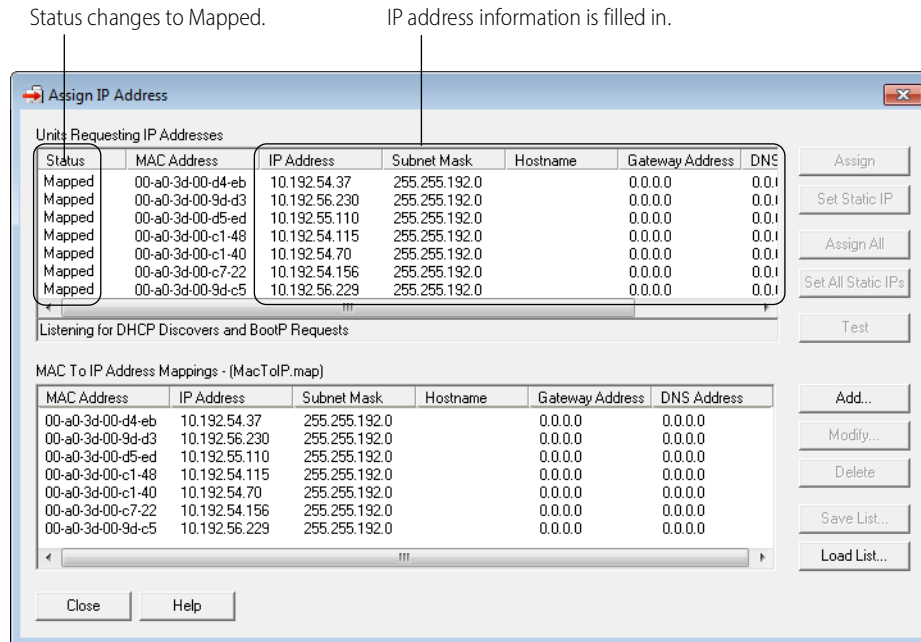 Status changes to Mapped. IP address information is filled in.
Assign IP Address
Units Requesting IP Addresses
Status MAC Address IP Address Subnet Mask Hostname Gateway Address DNS
Mapped 00-a0-3d-00-d4-eb 10.192.54.37 255.255.192.0 0.0.0.0 0.0.
Mapped 00-a0-3d-00-9d-d3 10.192.56.230 255.255.192.0 0.0.0.0 0.0.
Mapped 00-a0-3d-00-d5-ed 10.192.55.110 255.255.192.0 0.0.0.0 0.0.
Mapped 00-a0-3d-00-c1-48 10.192.54.115 255.255.192.0 0.0.0.0 0.0.
Mapped 00-a0-3d-00-c1-40 10.192.54.70 255.255.192.0 0.0.0.0 0.0.
Mapped 00-a0-3d-00-c7-22 10.192.54.156 255.255.192.0 0.0.0.0 0.0.
Mapped 00-a0-3d-00-9d-c5 10.192.56.229 255.255.192.0 0.0.0.0 0.0.
Listening for DHCP Discovers and BootP Requests
Assign
Set Static IP
Assign All
Set All Static IPs
Test
MAC To IP Address Mappings - (MacToIP.map)
MAC Address IP Address Subnet Mask Hostname Gateway Address DNS Address
00-a0-3d-00-d4-eb 10.192.54.37 255.255.192.0 0.0.0.0 0.0.0.0
00-a0-3d-00-9d-d3 10.192.56.230 255.255.192.0 0.0.0.0 0.0.0.0
00-a0-3d-00-d5-ed 10.192.55.110 255.255.192.0 0.0.0.0 0.0.0.0
00-a0-3d-00-c1-48 10.192.54.115 255.255.192.0 0.0.0.0 0.0.0.0
00-a0-3d-00-c1-40 10.192.54.70 255.255.192.0 0.0.0.0 0.0.0.0
00-a0-3d-00-c7-22 10.192.54.156 255.255.192.0 0.0.0.0 0.0.0.0
00-a0-3d-00-9d-c5 10.192.56.229 255.255.192.0 0.0.0.0 0.0.0.0
Add...
Modify...
Delete
Save List...
Load List...
Close Help